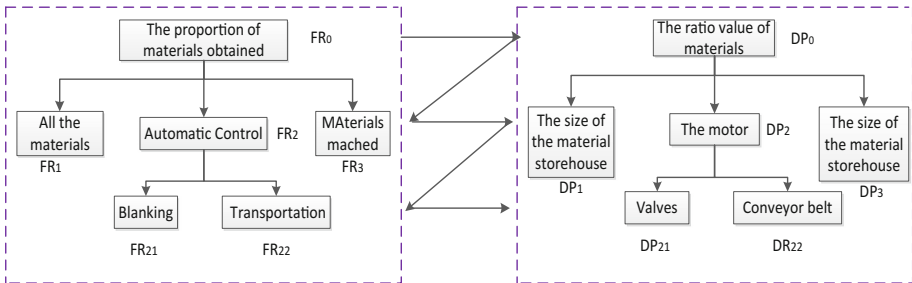 The proportion of
materials obtained
FR0
All the
materials
FR1
Automatic Control
FR2
MAterials
mached
FR3
Blanking
FR21
Transportation
FR22
The ratio value of
materials
DP0
The size of
the material
storehouse
DP1
The motor
DP2
The size of
the material
storehouse
DP3
Valves
DP21
Conveyor belt
DR22